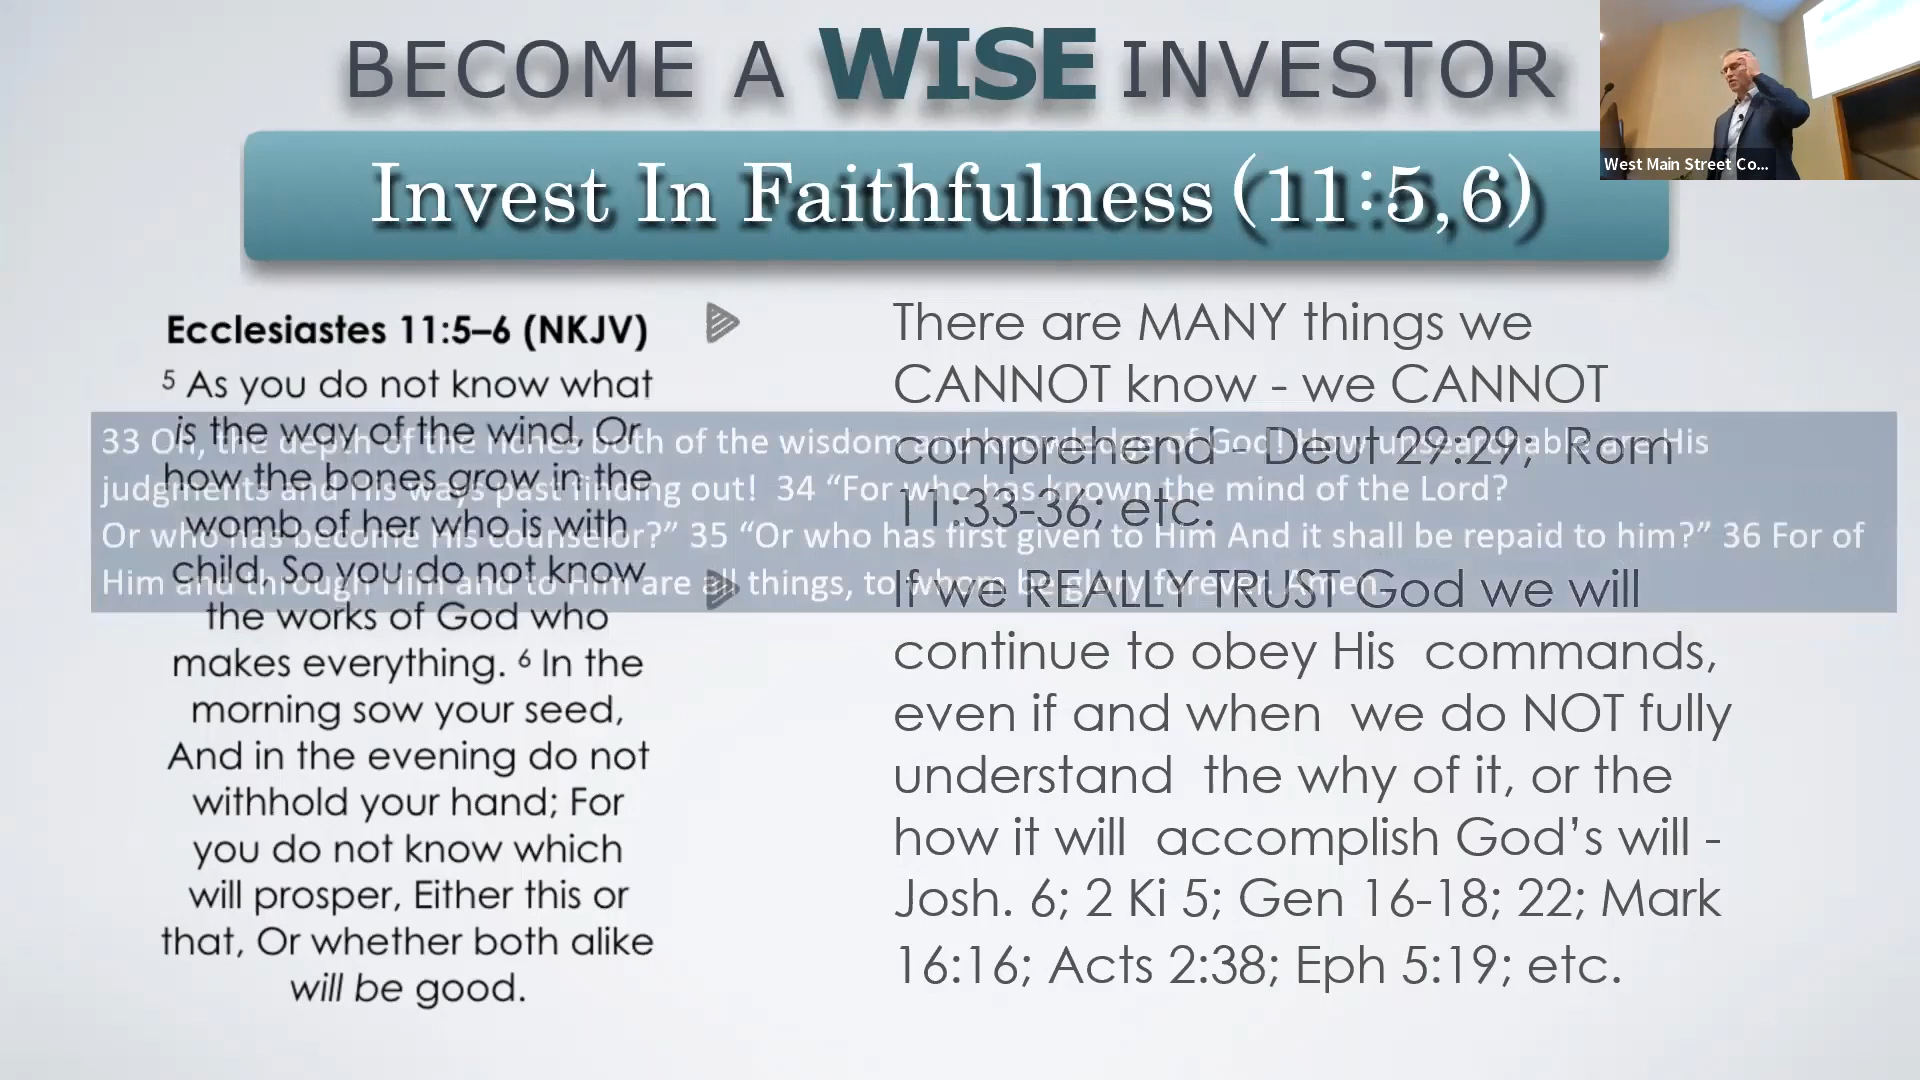 BECOME A WISE INVESTOR
West Main Street Co...
Invest In Faithfulness (11:5,6)
Ecclesiastes 11:5–6 (NKJV)
5 As you do not know what
is the way of the wind, Or
how the bones grow in the
womb of her who is with
child, So you do not know
the works of God who
makes everything. 6 In the
morning sow your seed,
And in the evening do not
withhold your hand; For
you do not know which
will prosper, Either this or
that, Or whether both alike
will be good.
There are MANY things we
CANNOT know - we CANNOT
comprehend - Deut 29:29; Rom
11:33-36; etc.
If we REALLY TRUST God we will
continue to obey His commands,
even if and when we do NOT fully
understand the why of it, or the
how it will accomplish God’s will -
Josh. 6; 2 Ki 5; Gen 16-18; 22; Mark
16:16; Acts 2:38; Eph 5:19; etc.
33 Oh, the depth of the riches both of the wisdom and knowledge of God! How unsearchable are His
judgments and His ways past finding out! 34 “For who has known the mind of the Lord?
Or who has become His counselor?” 35 “Or who has first given to Him And it shall be repaid to him?” 36 For of
Him and through Him and to Him are all things, to whom be glory forever. Amen.